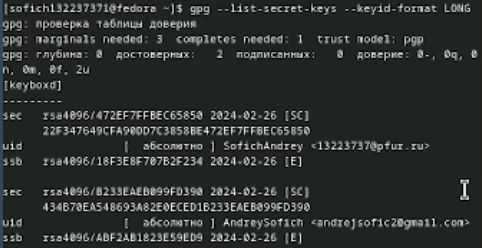 [sofich132237371@fedora ~]$ gpg --list-secret-keys --keyid-format LONG
gpg: проверка таблицы доверия
gpg: marginals needed: 3  completes needed: 1  trust model: pgp
gpg: глубина: 0  достоверных:   2  подписанных:   0  доверие: 0-, 0q, 0
n, 0m, 0f, 2u
[keyboxd]
---------
sec   rsa4096/472EF7FFBEC65850 2024-02-26 [SC]
      22F347649CFA90DD7C3858BE472EF7FFBEC65850
uid         [  абсолютно ] SofichAndrey <13223737@pfur.ru>
ssb   rsa4096/18F3E8F707B2F234 2024-02-26 [E]
sec   rsa4096/B233EAEB099FD390 2024-02-26 [SC]
      434B70EA548693A82E0ECED1B233EAEB099FD390
uid         [  абсолютно ] AndreySofich <andrejsofic2@gmail.com>
ssb   rsa4096/ABF2AB1823E59ED9 2024-02-26 [E]